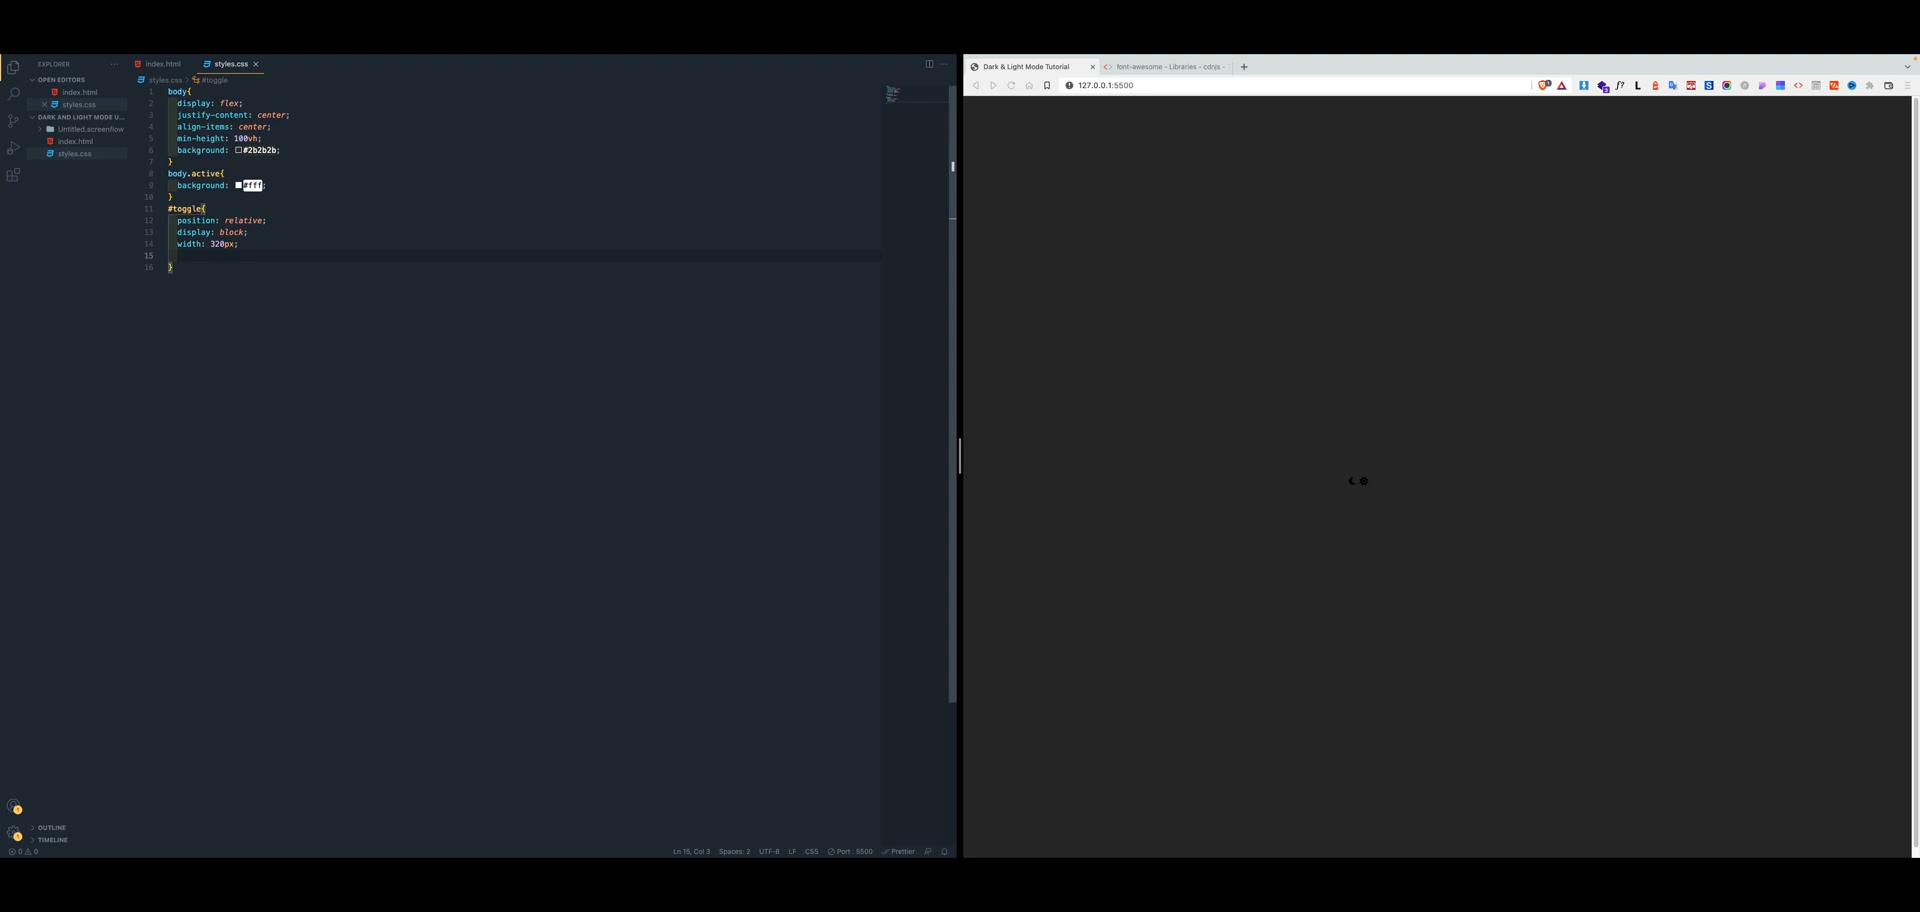 EXPLORER
OPEN EDITORS
index.html
styles.css
DARK AND LIGHT MODE U...
Untitled.screenflow
index.html
styles.css
OUTLINE
TIMELINE
0 0
index.html styles.css
styles.css > #toggle
1 body{
2 display: flex;
3 justify-content: center;
4 align-items: center;
5 min-height: 100vh;
6 background: #2b2b2b;
7 }
8 body.active{
9 background: #fff;
10 }
11 #toggle{
12 position: relative;
13 display: block;
14 width: 320px;
15
16 }
Ln 15, Col 3 Spaces: 2 UTF-8 LF CSS Port : 5500 Prettier
Dark & Light Mode Tutorial font-awesome - Libraries - cdnjs -
127.0.0.1:5500